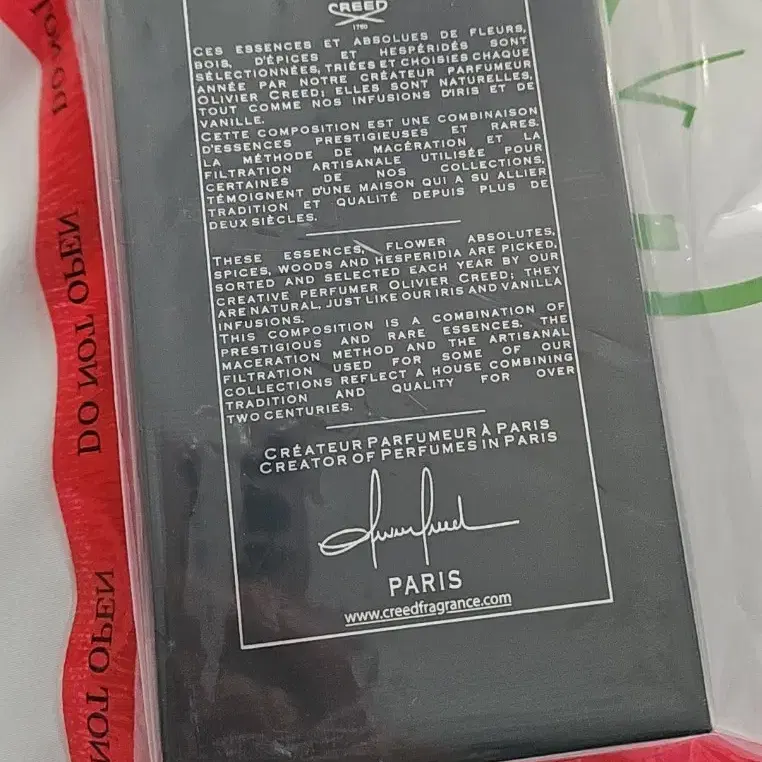 CREED
1760
CES ESSENCES ET ABSOLUES DE FLEURS,
BOIS, D'ÉPICES ET HESPÉRIDÉS SONT
SÉLECTIONNÉES, TRIÉES ET CHOISIES CHAQUE
ANNÉE PAR NOTRE CRÉATEUR PARFUMEUR
OLIVIER CREED; ELLES SONT NATURELLES,
TOUT COMME NOS INFUSIONS D'IRIS ET DE
VANILLE.
CETTE COMPOSITION EST UNE COMBINAISON
D'ESSENCES PRESTIGIEUSES ET RARES.
LA MÉTHODE DE MACÉRATION ET LA
FILTRATION ARTISANALE UTILISÉE POUR
CERTAINES DE NOS COLLECTIONS,
TÉMOIGNENT D'UNE MAISON QUI A SU ALLIER
TRADITION ET QUALITÉ DEPUIS PLUS DE
DEUX SIÈCLES.
THESE ESSENCES, FLOWER ABSOLUTES,
SPICES, WOODS AND HESPERIDIA ARE PICKED,
SORTED AND SELECTED EACH YEAR BY OUR
CREATIVE PERFUMER OLIVIER CREED; THEY
ARE NATURAL, JUST LIKE OUR IRIS AND VANILLA
INFUSIONS.
THIS COMPOSITION IS A COMBINATION OF
PRESTIGIOUS AND RARE ESSENCES. THE
MACERATION METHOD AND THE ARTISANAL
FILTRATION USED FOR SOME OF OUR
COLLECTIONS REFLECT A HOUSE COMBINING
TRADITION AND QUALITY FOR OVER
TWO CENTURIES.
CRÉATEUR PARFUMEUR À PARIS
CREATOR OF PERFUMES IN PARIS
Olivier Creed
PARIS
www.creedfragrance.com
DO NOT
DO NOT OPEN
DO NOT OPEN
NOT OPEN